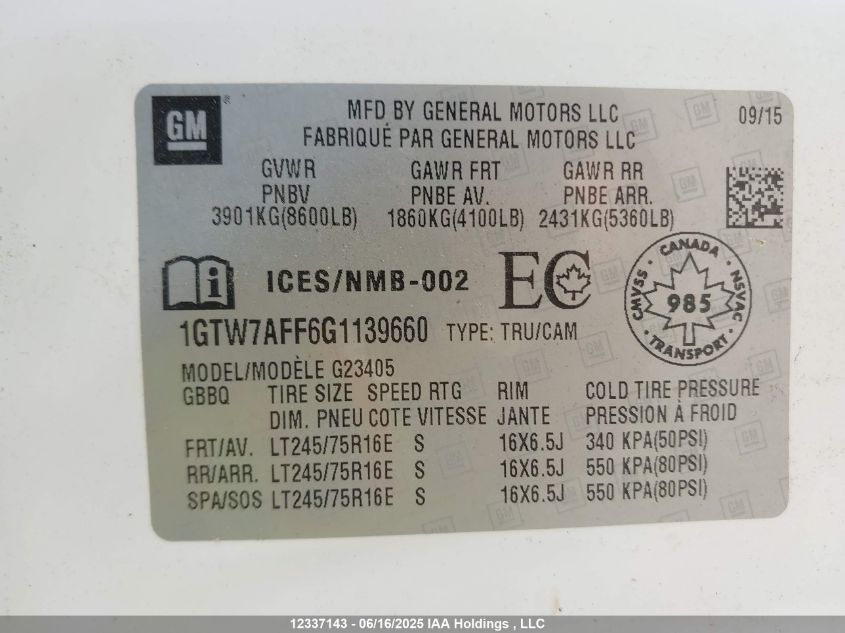 GM
MFD BY GENERAL MOTORS LLC 09/15
FABRIQUÉ PAR GENERAL MOTORS LLC
GVWR GAWR FRT GAWR RR
PNBV PNBE AV. PNBE ARR.
3901KG(8600LB) 1860KG(4100LB) 2431KG(5360LB)
i ICES/NMB-002 EC
CANADA
CMVSS 985 NSVAC
TRANSPORT
1GTW7AFF6G1139660 TYPE: TRU/CAM
MODEL/MODÈLE G23405
GBBQ TIRE SIZE SPEED RTG RIM COLD TIRE PRESSURE
DIM. PNEU COTE VITESSE JANTE PRESSION À FROID
FRT/AV. LT245/75R16E S 16X6.5J 340 KPA(50PSI)
RR/ARR. LT245/75R16E S 16X6.5J 550 KPA(80PSI)
SPA/SOS LT245/75R16E S 16X6.5J 550 KPA(80PSI)
12337143 - 06/16/2025 IAA Holdings , LLC